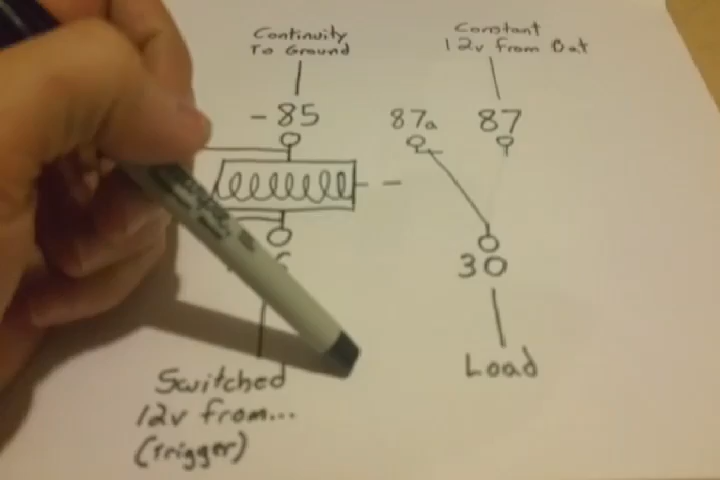 Continuity
To Ground
Constant
12v from Bat
- 85
87a
87
30
Load
Switched
12v from...
(Trigger)